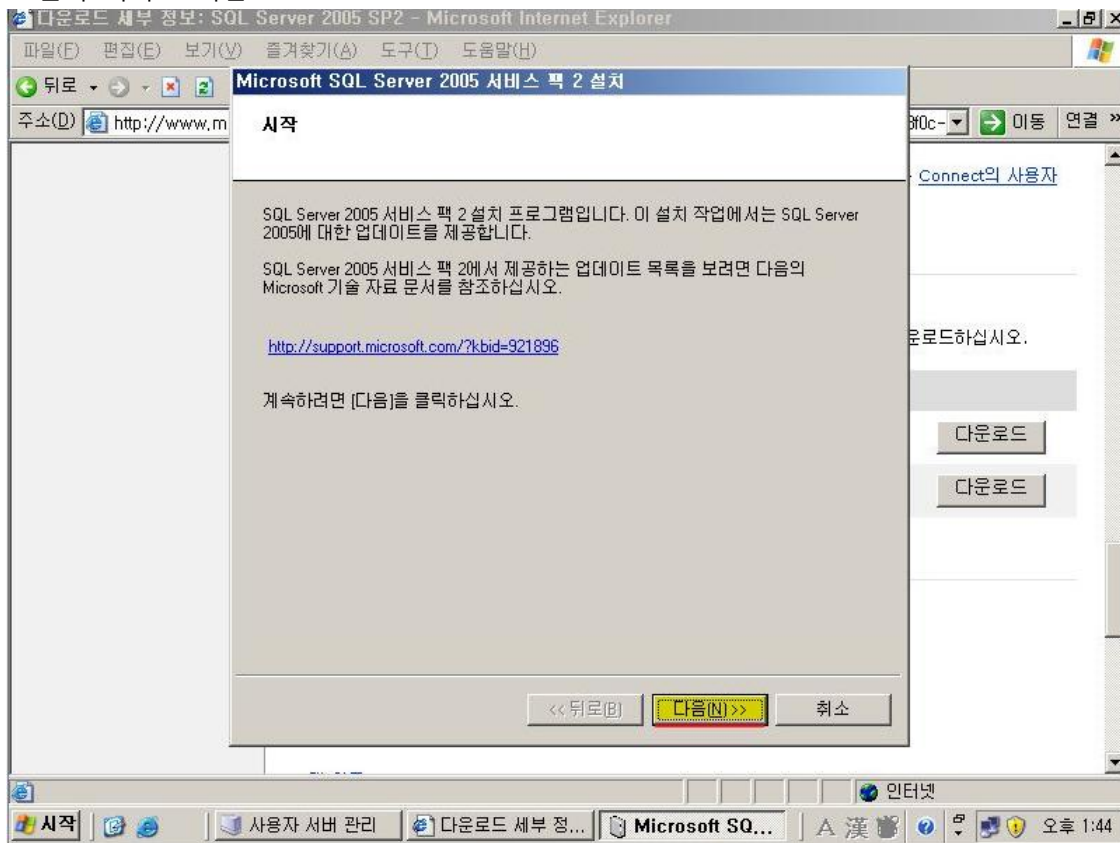 다운로드 세부 정보: SQL Server 2005 SP2 - Microsoft Internet Explorer
파일(F) 편집(E) 보기(V) 즐겨찾기(A) 도구(T) 도움말(H)
뒤로
주소(D) http://www.m
이동 연결 »
Microsoft SQL Server 2005 서비스 팩 2 설치
시작
SQL Server 2005 서비스 팩 2 설치 프로그램입니다. 이 설치 작업에서는 SQL Server
2005에 대한 업데이트를 제공합니다.
SQL Server 2005 서비스 팩 2에서 제공하는 업데이트 목록을 보려면 다음의
Microsoft 기술 자료 문서를 참조하십시오.
http://support.microsoft.com/?kbid=921896
계속하려면 [다음]을 클릭하십시오.
<< 뒤로(B) 다음(N) >> 취소
Connect의 사용자
운로드하십시오.
다운로드
다운로드
인터넷
시작 사용자 서버 관리 다운로드 세부 정... Microsoft SQ... A 漢 오후 1:44